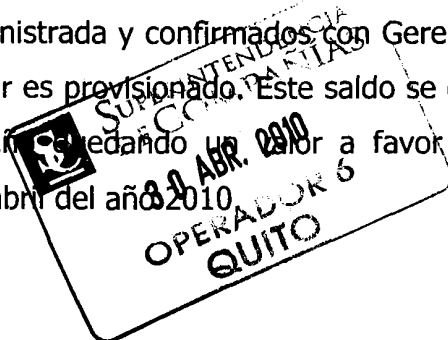 nistrada y confirmados con Gere
r es provisionado. Este saldo se
quedando un valor a favor
abril del año 2010
SUPERINTENDENCIA
DE COMPAÑIAS
30 ABR. 2010
OPERADOR 6
QUITO